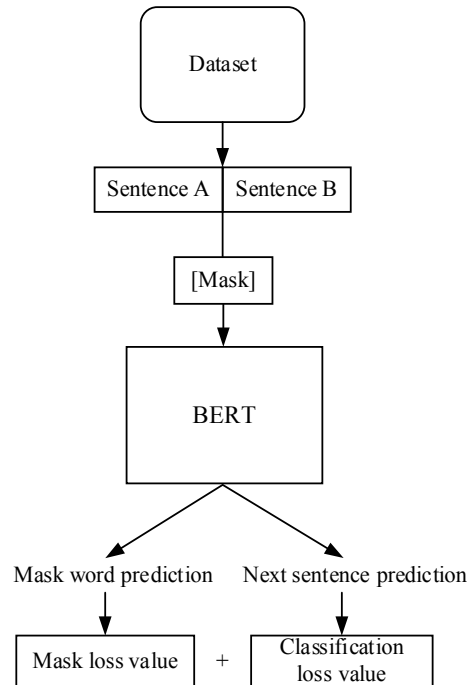 Dataset
Sentence A Sentence B
[Mask]
BERT
Mask word prediction Next sentence prediction
Mask loss value + Classification
loss value